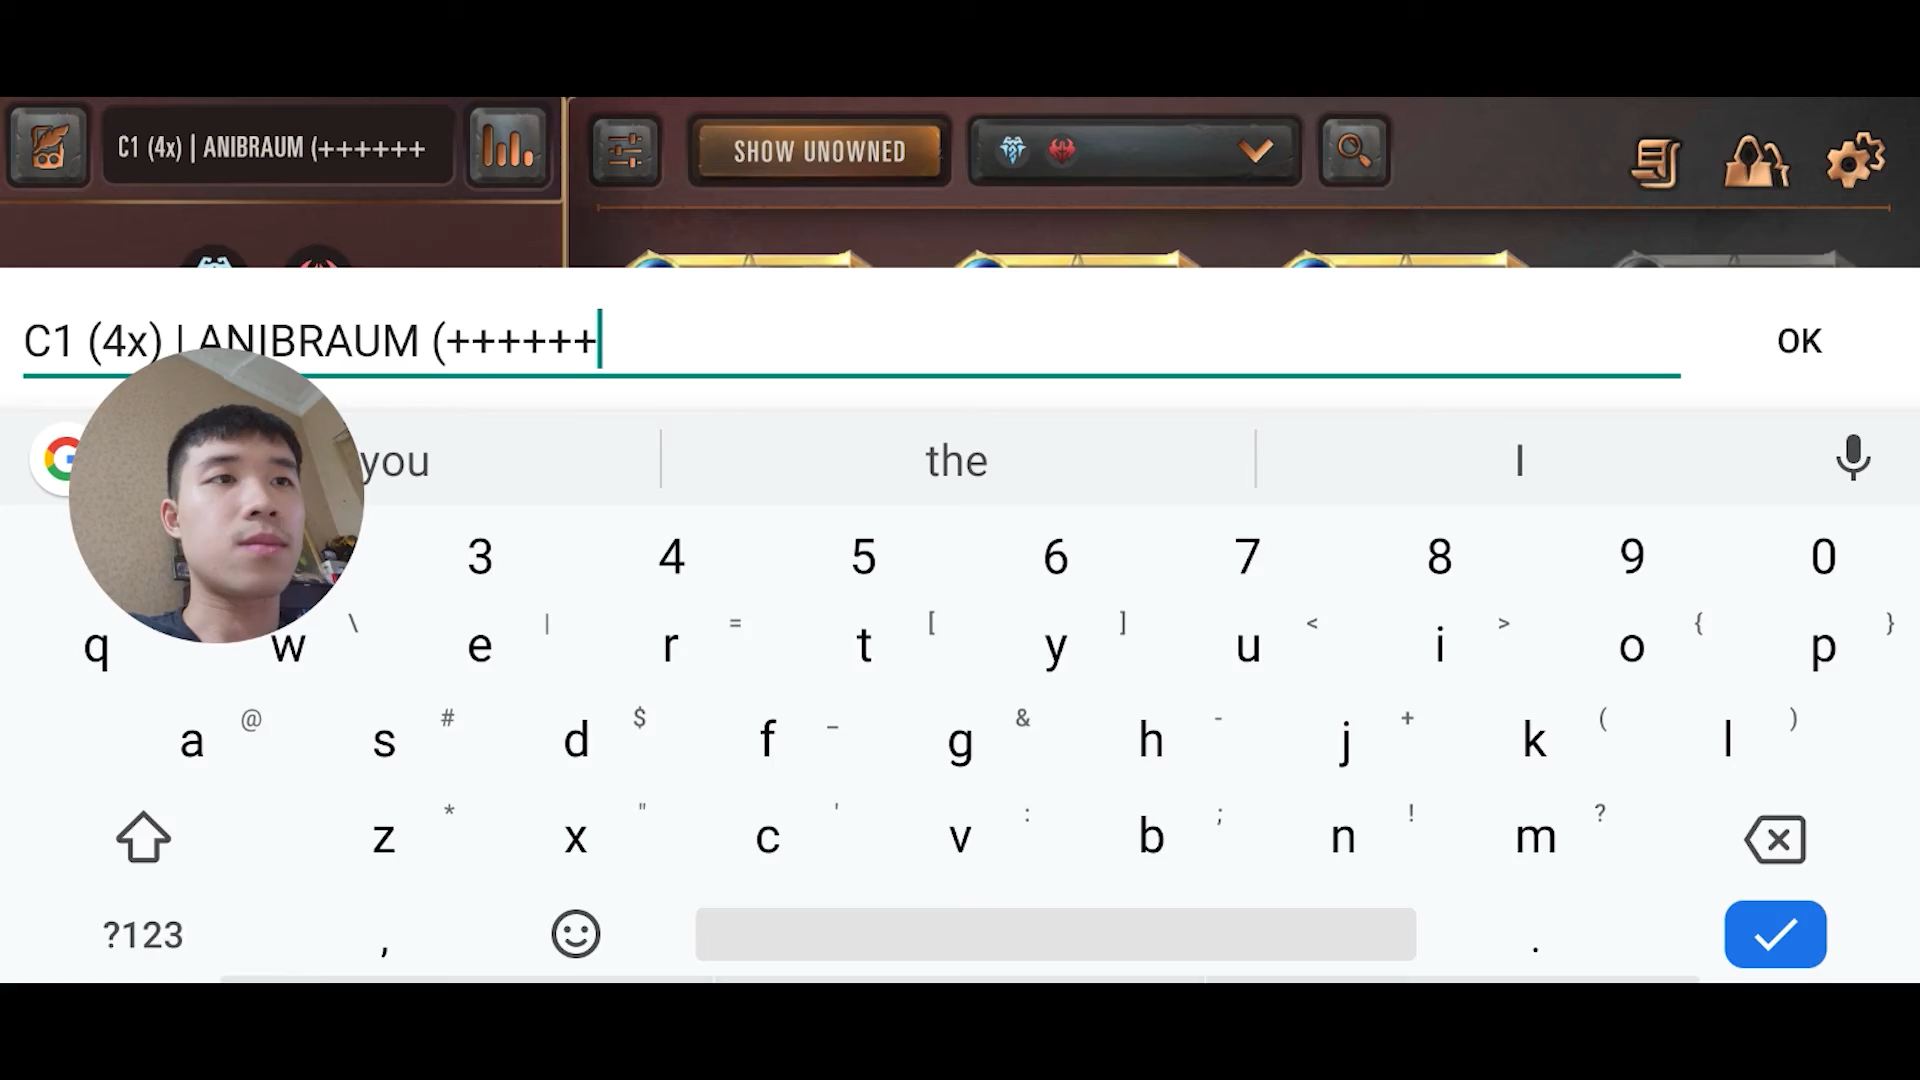 C1 (4x) | ANIBRAUM (++++++
SHOW UNOWNED
C1 (4x) | ANIBRAUM (++++++
OK
you the I
3 4 5 6 7 8 9 0
\ | = [ ] < > { }
q w e r t y u i o p
@ # $ _ & - + ( )
a s d f g h j k l
* " ' : ; ! ?
z x c v b n m
?123 , .